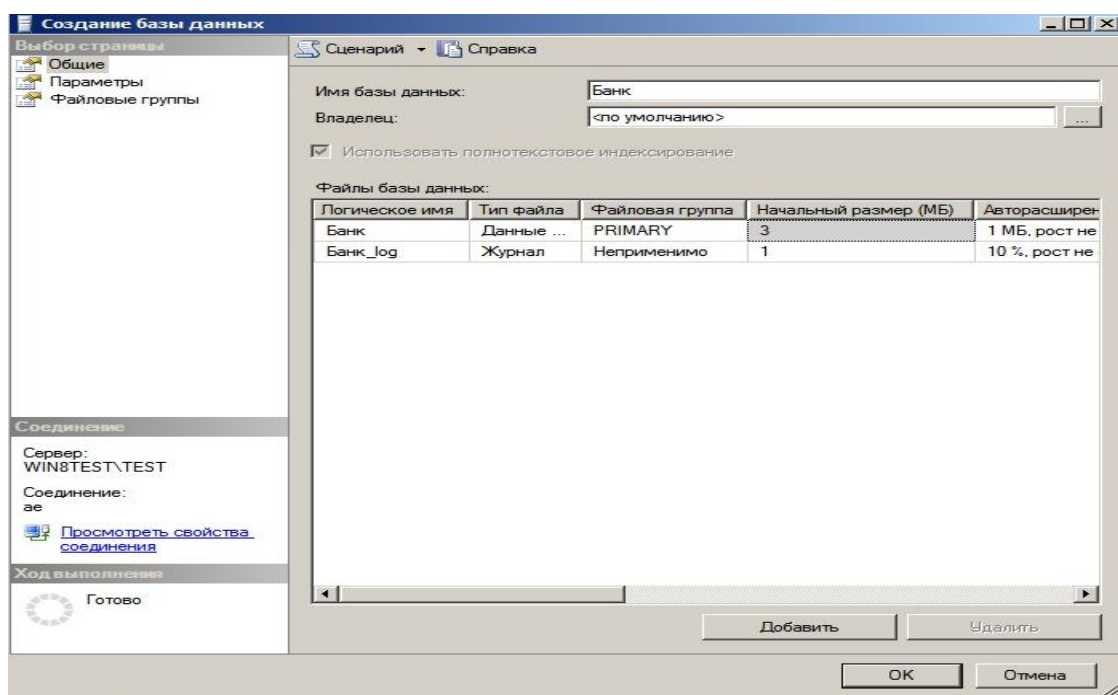 Создание базы данных
Выбор страницы
Общие
Параметры
Файловые группы
Сценарий
Справка
Имя базы данных:
Банк
Владелец:
<по умолчанию>
...
Использовать полнотекстовое индексирование
Файлы базы данных:
Логическое имя Тип файла Файловая группа Начальный размер (МБ) Авторасширен
Банк Данные ... PRIMARY 3 1 МБ, рост не
Банк_log Журнал Неприменимо 1 10 %, рост не
Соединение
Сервер:
WIN8TEST\TEST
Соединение:
ae
Просмотреть свойства
соединения
Ход выполнения
Готово
Добавить
Удалить
OK
Отмена